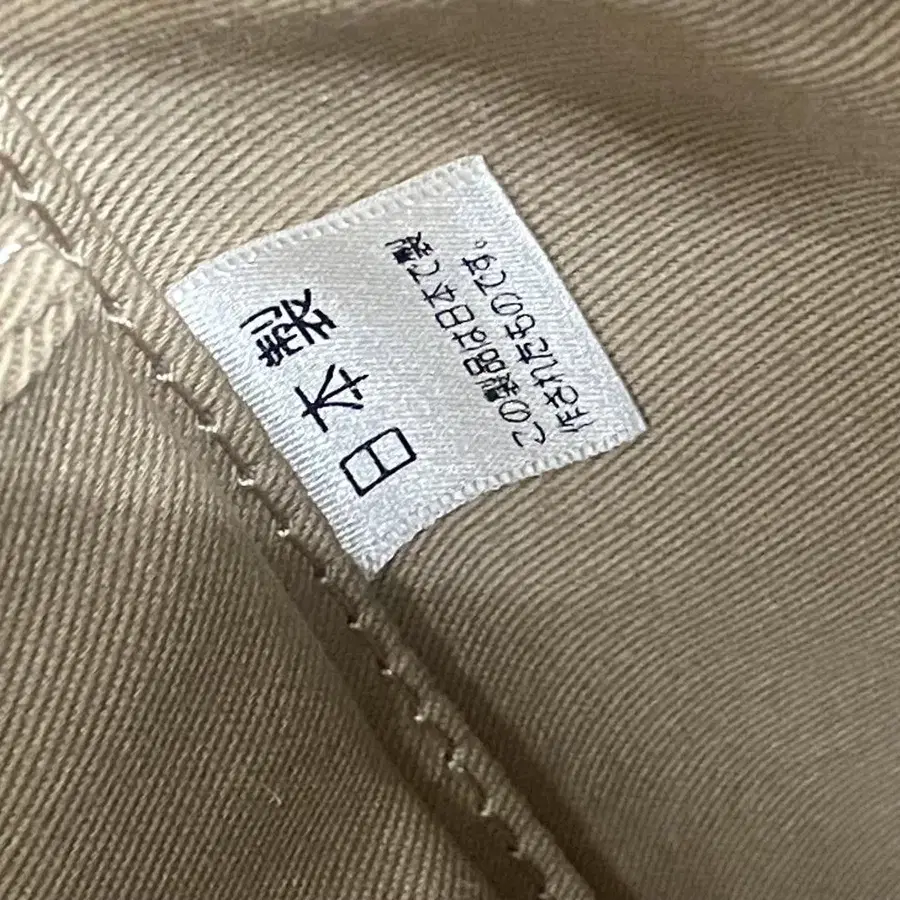 日本製
この製品は日本で製
作されたものです。